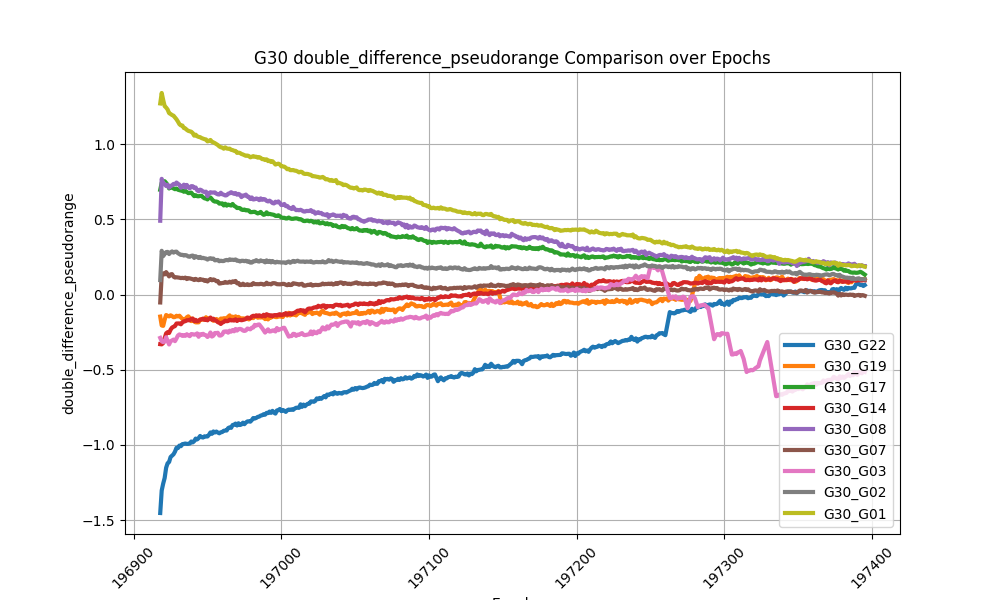 G30 double_difference_pseudorange Comparison over Epochs
double_difference_pseudorange
1.0
0.5
0.0
−0.5
−1.0
−1.5
196900
197000
197100
197200
197300
197400
G30_G22
G30_G19
G30_G17
G30_G14
G30_G08
G30_G07
G30_G03
G30_G02
G30_G01